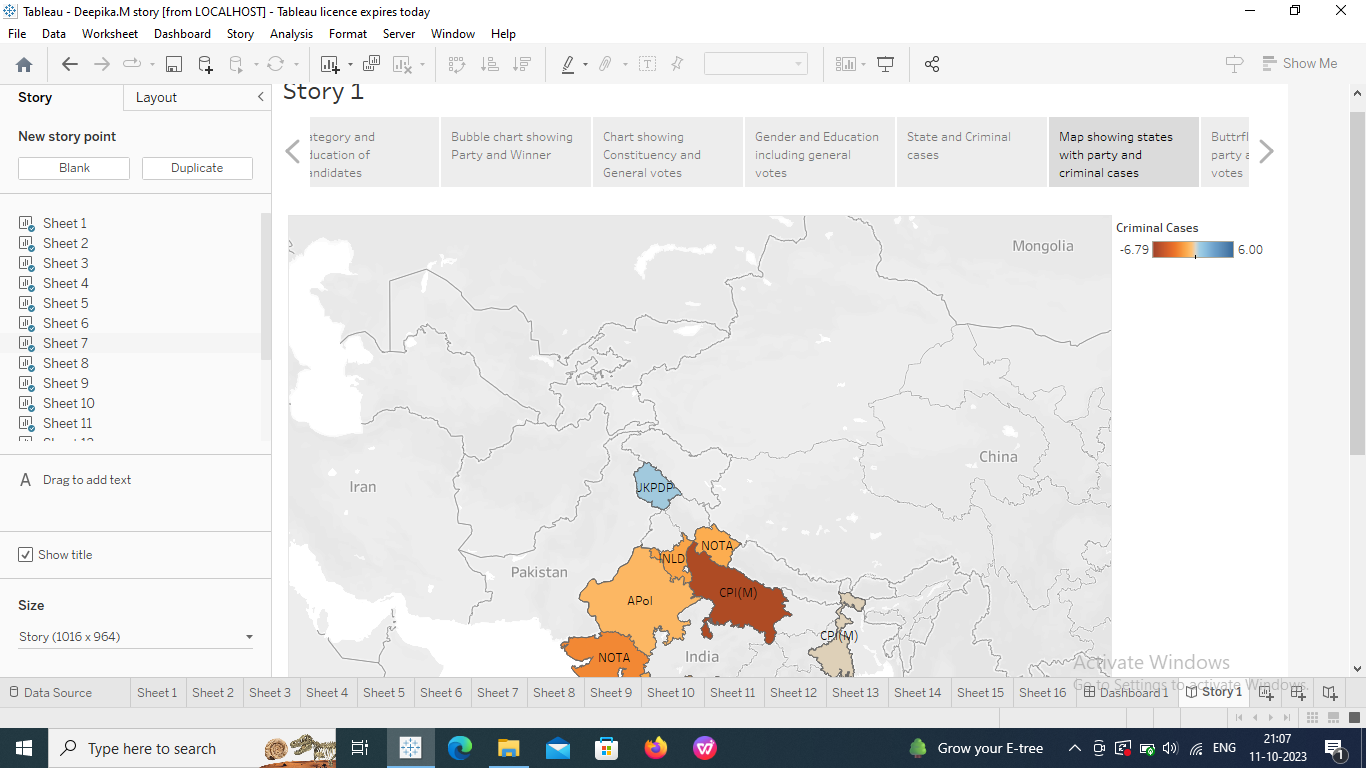 Tableau - Deepika.M story [from LOCALHOST] - Tableau licence expires today
File Data Worksheet Dashboard Story Analysis Format Server Window Help
Show Me
Story Layout
New story point
Blank Duplicate
Sheet 1
Sheet 2
Sheet 3
Sheet 4
Sheet 5
Sheet 6
Sheet 7
Sheet 8
Sheet 9
Sheet 10
Sheet 11
A Drag to add text
Show title
Size
Story (1016 x 964)
Story 1
ategory and
ducation of
andidates
Bubble chart showing
Party and Winner
Chart showing
Constituency and
General votes
Gender and Education
including general
votes
State and Criminal
cases
Map showing states
with party and
criminal cases
Buttrfl
party a
votes
Criminal Cases
-6.79 6.00
Mongolia
China
Iran
JKPDP
NOTA
INLD
Pakistan
CPI(M)
APol
CPI(M)
NOTA
India
Activate Windows
Go to Settings to activate Windows.
Data Source Sheet 1 Sheet 2 Sheet 3 Sheet 4 Sheet 5 Sheet 6 Sheet 7 Sheet 8 Sheet 9 Sheet 10 Sheet 11 Sheet 12 Sheet 13 Sheet 14 Sheet 15 Sheet 16 Dashboard 1 Story 1
Type here to search
Grow your E-tree
ENG
21:07
11-10-2023
1